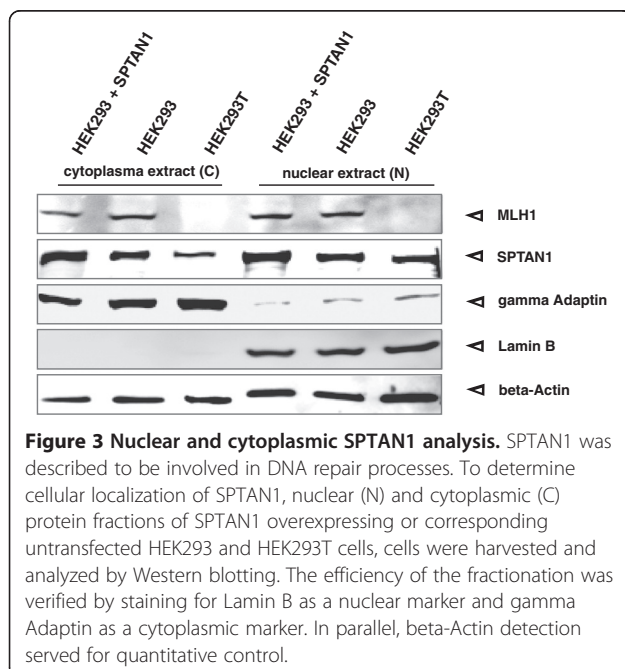 HEK293 + SPTAN1
HEK293
HEK293T
HEK293 + SPTAN1
HEK293
HEK293T
cytoplasma extract (C)
nuclear extract (N)
MLH1
SPTAN1
gamma Adaptin
Lamin B
beta-Actin
Figure 3 Nuclear and cytoplasmic SPTAN1 analysis. SPTAN1 was
described to be involved in DNA repair processes. To determine
cellular localization of SPTAN1, nuclear (N) and cytoplasmic (C)
protein fractions of SPTAN1 overexpressing or corresponding
untransfected HEK293 and HEK293T cells, cells were harvested and
analyzed by Western blotting. The efficiency of the fractionation was
verified by staining for Lamin B as a nuclear marker and gamma
Adaptin as a cytoplasmic marker. In parallel, beta-Actin detection
served for quantitative control.